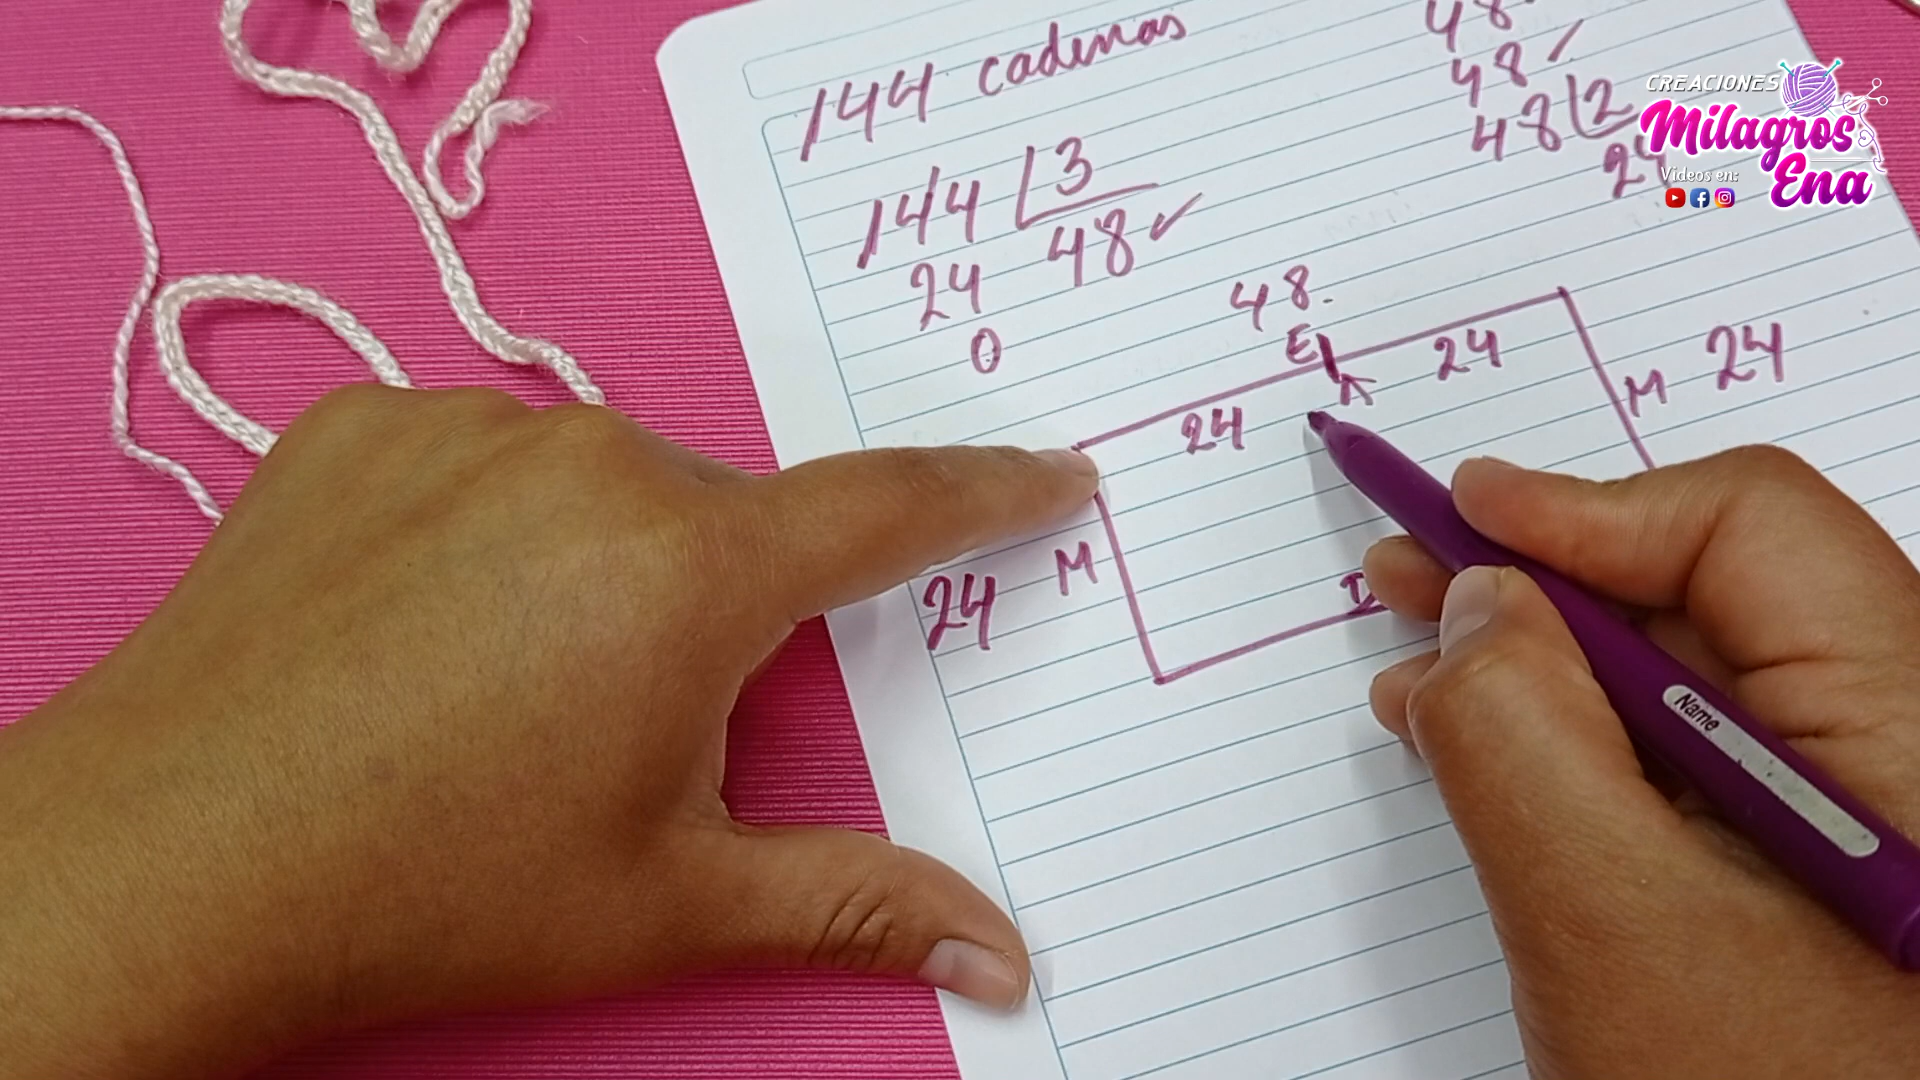 144 cadenas
144 3
48 ✓
24
0
48
48 ✓
48 2
24
CREACIONES
Milagros
Ena
Videos en:
48.
E
24
24
M 24
24 M
D
Name